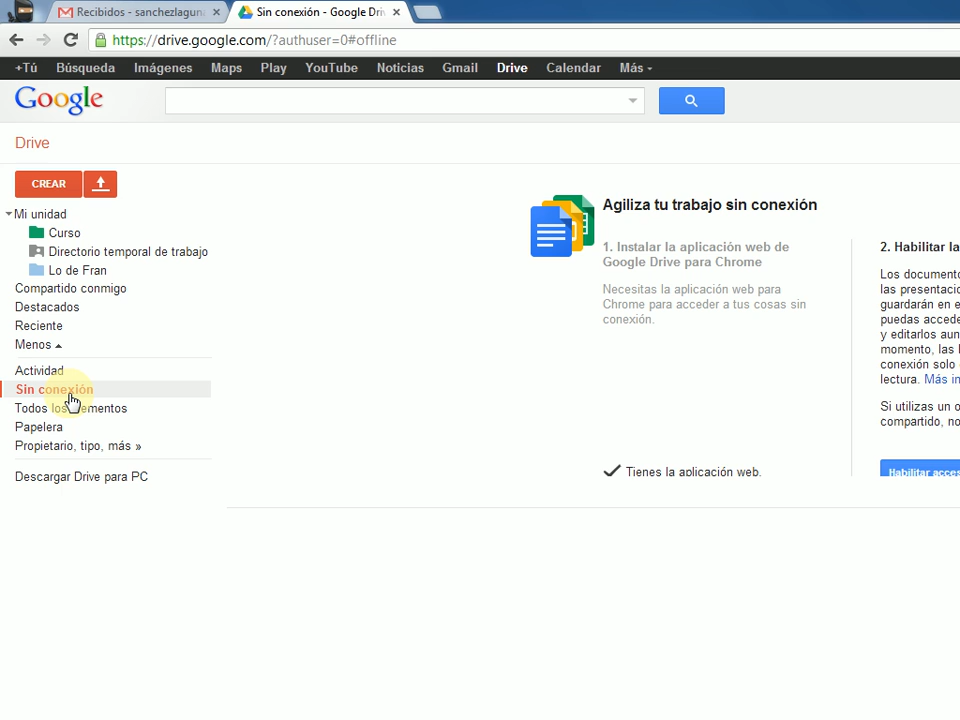 Recibidos - sanchezlagun
Sin conexión - Google Dri
https://drive.google.com/?authuser=0#offline
+Tú Búsqueda Imágenes Maps Play YouTube Noticias Gmail Drive Calendar Más
Google
Drive
CREAR
Mi unidad
Curso
Directorio temporal de trabajo
Lo de Fran
Compartido conmigo
Destacados
Reciente
Menos
Actividad
Sin conexión
Todos los elementos
Papelera
Propietario, tipo, más »
Descargar Drive para PC
Agiliza tu trabajo sin conexión
1. Instalar la aplicación web de
Google Drive para Chrome
Necesitas la aplicación web para
Chrome para acceder a tus cosas sin
conexión.
Tienes la aplicación web.
2. Habilitar la
Los documento
las presentacio
guardarán en e
puedas accede
y editarlos aun
momento, las
conexión solo
lectura. Más in
Si utilizas un o
compartido, no
Habilitar acces